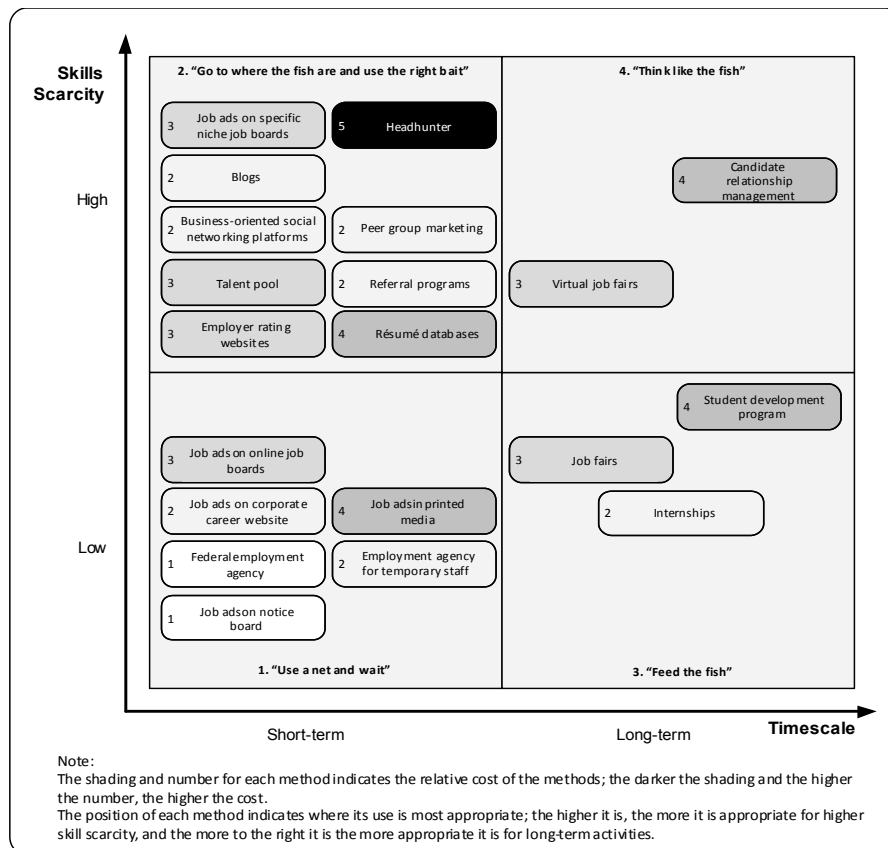 Skills
Scarcity
High
Low
2. “Go to where the fish are and use the right bait”
3 Job ads on specific
niche job boards
5 Headhunter
2 Blogs
2 Business-oriented social
networking platforms
2 Peer group marketing
3 Talent pool
2 Referral programs
3 Employer rating
websites
4 Résumé databases
4. “Think like the fish”
4 Candidate
relationship
management
3 Virtual job fairs
3 Job ads on online job
boards
2 Job ads on corporate
career website
4 Job ads in printed
media
1 Federal employment
agency
2 Employment agency
for temporary staff
1 Job ads on notice
board
1. “Use a net and wait”
4 Student development
program
3 Job fairs
2 Internships
3. “Feed the fish”
Short-term
Long-term
Timescale
Note:
The shading and number for each method indicates the relative cost of the methods; the darker the shading and the higher
the number, the higher the cost.
The position of each method indicates where its use is most appropriate; the higher it is, the more it is appropriate for higher
skill scarcity, and the more to the right it is the more appropriate it is for long-term activities.